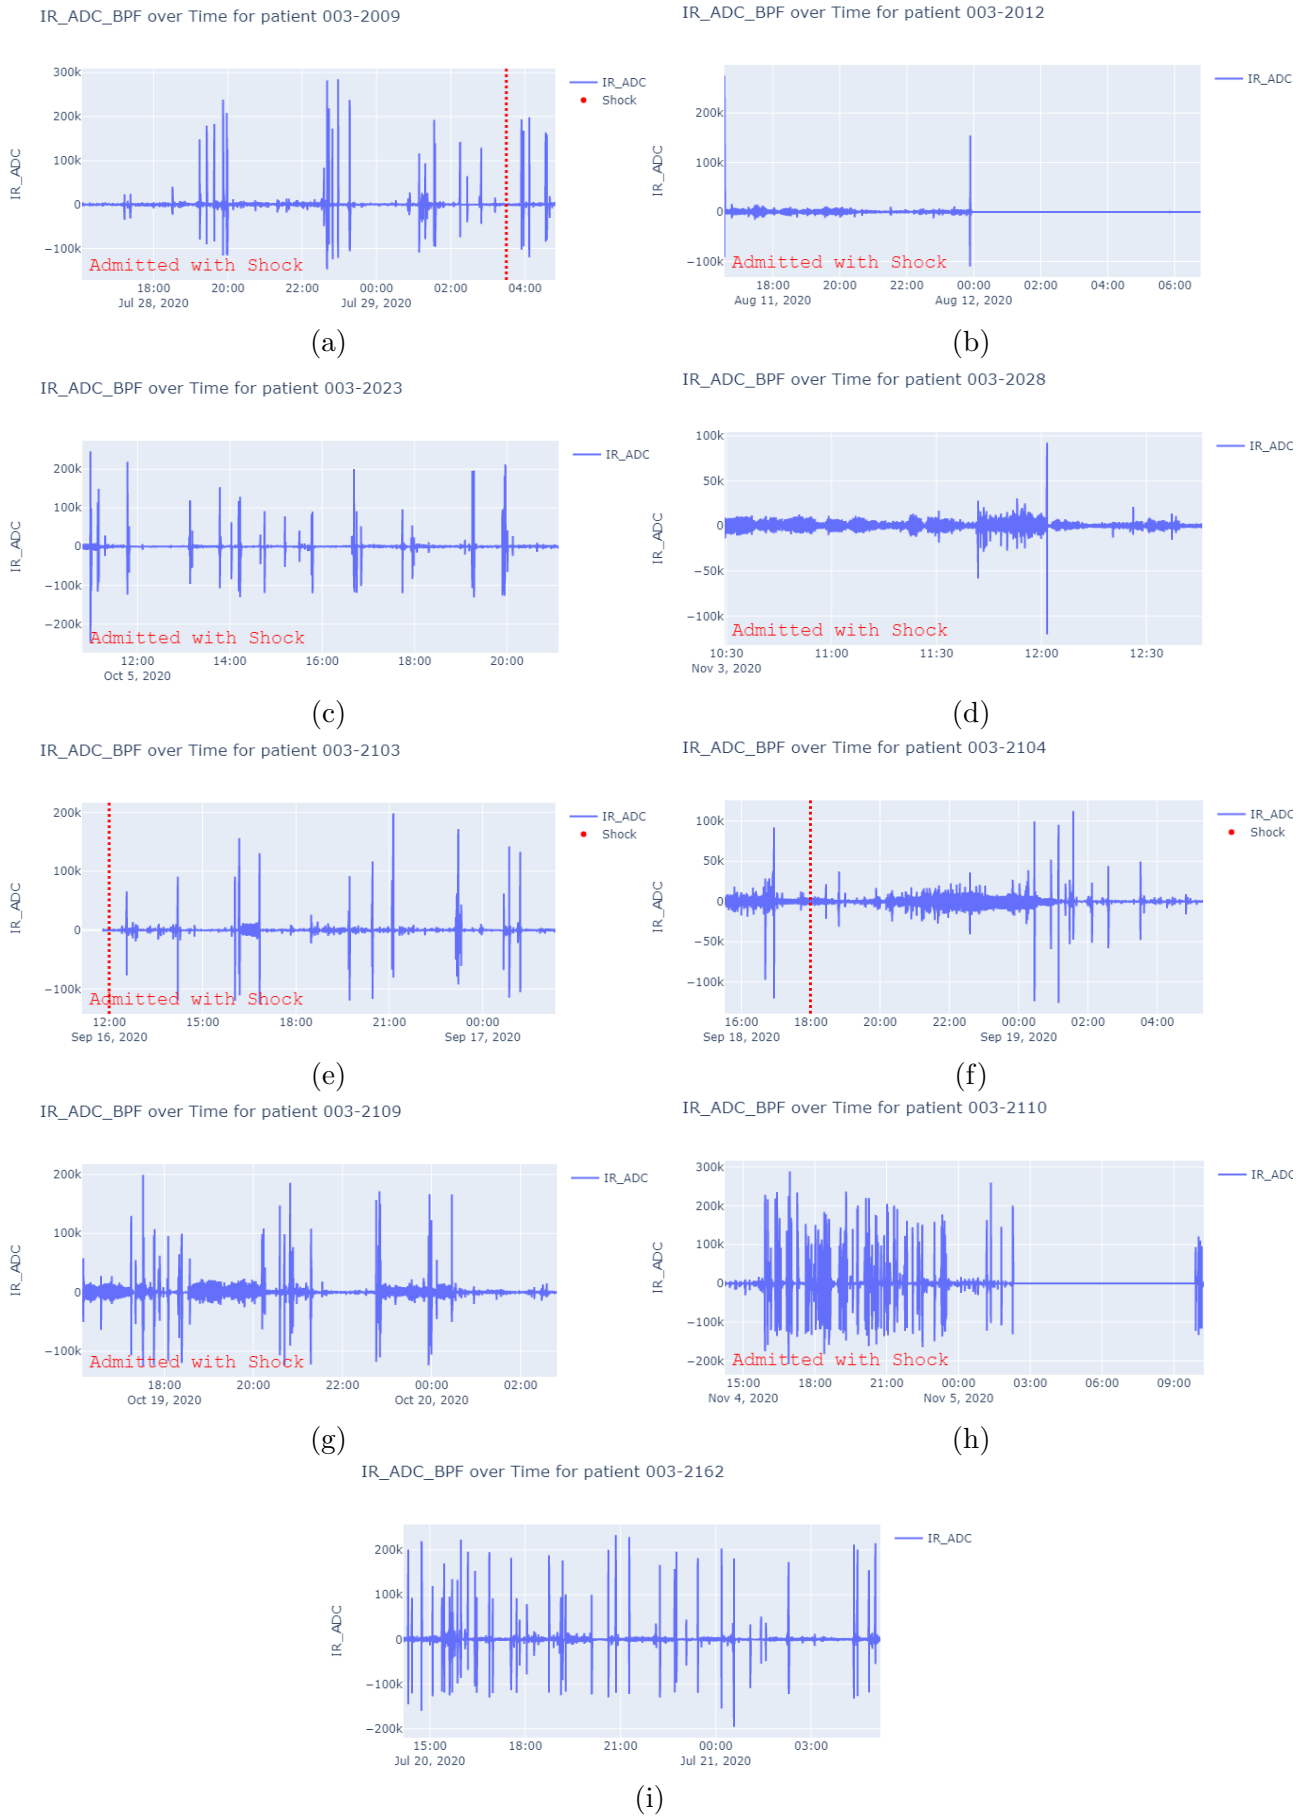 IR_ADC_BPF over Time for patient 003-2009
300k
200k
100k
0
−100k
IR_ADC
IR_ADC
Shock
Admitted with Shock
18:00 20:00 22:00 00:00 02:00 04:00
Jul 28, 2020 Jul 29, 2020
(a)
IR_ADC_BPF over Time for patient 003-2012
200k
100k
0
−100k
IR_ADC
IR_ADC
Admitted with Shock
18:00 20:00 22:00 00:00 02:00 04:00 06:00
Aug 11, 2020 Aug 12, 2020
(b)
IR_ADC_BPF over Time for patient 003-2023
200k
100k
0
−100k
−200k
IR_ADC
IR_ADC
Admitted with Shock
12:00 14:00 16:00 18:00 20:00
Oct 5, 2020
(c)
IR_ADC_BPF over Time for patient 003-2028
100k
50k
0
−50k
−100k
IR_ADC
IR_ADC
Admitted with Shock
10:30 11:00 11:30 12:00 12:30
Nov 3, 2020
(d)
IR_ADC_BPF over Time for patient 003-2103
200k
100k
0
−100k
IR_ADC
IR_ADC
Shock
Admitted with Shock
12:00 15:00 18:00 21:00 00:00
Sep 16, 2020 Sep 17, 2020
(e)
IR_ADC_BPF over Time for patient 003-2104
100k
50k
0
−50k
−100k
IR_ADC
IR_ADC
Shock
16:00 18:00 20:00 22:00 00:00 02:00 04:00
Sep 18, 2020 Sep 19, 2020
(f)
IR_ADC_BPF over Time for patient 003-2109
200k
100k
0
−100k
IR_ADC
IR_ADC
Admitted with Shock
18:00 20:00 22:00 00:00 02:00
Oct 19, 2020 Oct 20, 2020
(g)
IR_ADC_BPF over Time for patient 003-2110
300k
200k
100k
0
−100k
−200k
IR_ADC
IR_ADC
Admitted with Shock
15:00 18:00 21:00 00:00 03:00 06:00 09:00
Nov 4, 2020 Nov 5, 2020
(h)
IR_ADC_BPF over Time for patient 003-2162
200k
100k
0
−100k
−200k
IR_ADC
IR_ADC
15:00 18:00 21:00 00:00 03:00
Jul 20, 2020 Jul 21, 2020
(i)